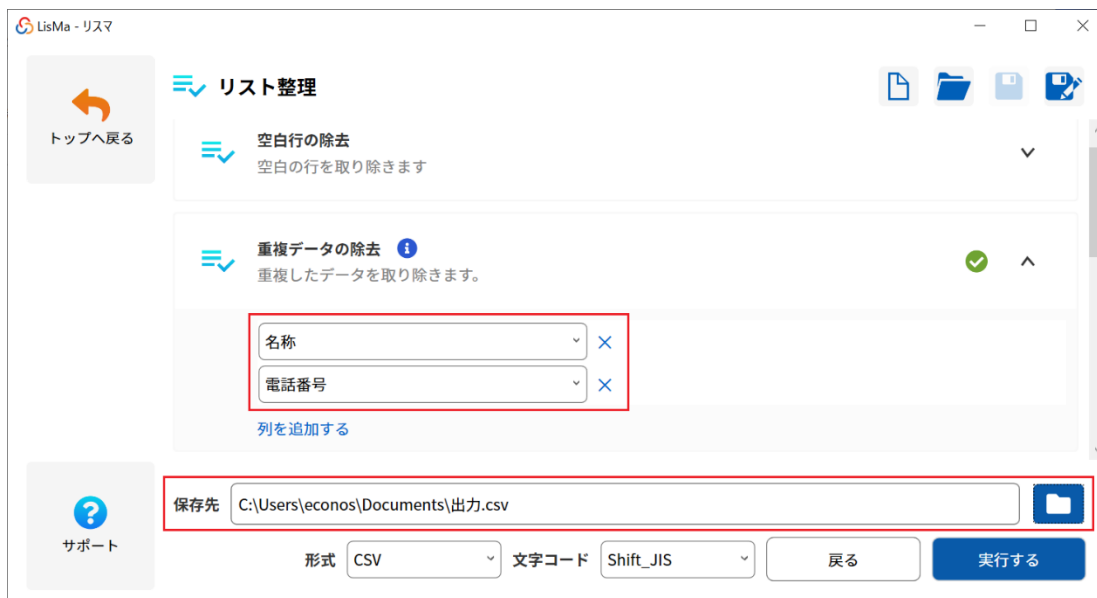 LisMa - リスマ
トップへ戻る
リスト整理
空白行の除去
空白の行を取り除きます
重複データの除去
重複したデータを取り除きます。
名称
電話番号
列を追加する
保存先 C:\Users\econos\Documents\出力.csv
サポート
形式 CSV 文字コード Shift_JIS 戻る 実行する